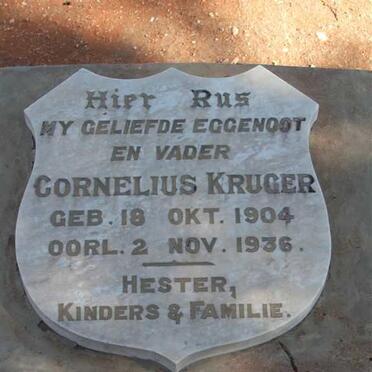 Hier Rus
MY GELIEFDE EGGENOOT
EN VADER
CORNELIUS KRUGER
GEB. 18 OKT. 1904
OORL. 2 NOV. 1936.
HESTER,
KINDERS & FAMILIE.